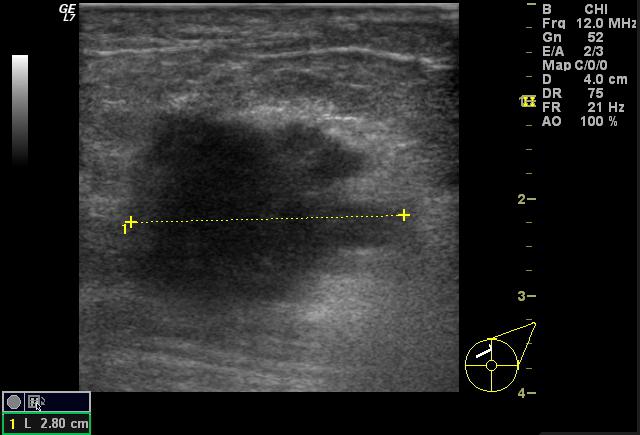 GE
L7
B CHI
Frq 12.0 MHz
Gn 52
E/A 2/3
Map C/0/0
D 4.0 cm
DR 75
FR 21 Hz
AO 100 %
2
3
4
1
1 L 2.80 cm